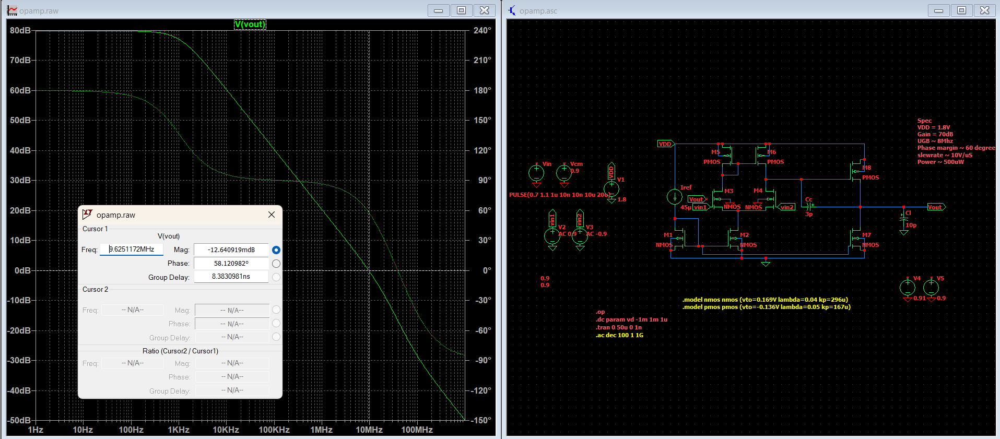 opamp.raw
V(vout)
80dB
70dB
60dB
50dB
40dB
30dB
20dB
10dB
0dB
-10dB
-20dB
-30dB
-40dB
-50dB
240°
210°
180°
150°
120°
90°
60°
30°
0°
-30°
-60°
-90°
-120°
-150°
1Hz 10Hz 100Hz 1KHz 10KHz 100KHz 1MHz 10MHz 100MHz
opamp.raw
Cursor 1
V(vout)
Freq: 9.6251172MHz Mag: -12.640919mdB
Phase: 58.120982°
Group Delay: 8.3830981ns
Cursor 2
Freq: -- N/A-- Mag: -- N/A--
Phase: -- N/A--
Group Delay: -- N/A--
Ratio (Cursor2 / Cursor1)
Freq: -- N/A-- Mag: -- N/A--
Phase: -- N/A--
Group Delay: -- N/A--
opamp.asc
Spec
VDD = 1.8V
Gain = 70dB
UGB ~ 8Mhz
Phase margin ~ 60 degree
slewrate ~ 10V/uS
Power ~ 500uW
VDD
M5
PMOS
M6
PMOS
M8
PMOS
Vin
Vcm
0.9
VDD
V1
1.8
PULSE(0.7 1.1 1u 10n 10n 10u 20u)
Iref
45µ
Vout
vin1
M3
NMOS
M4
NMOS
vin2
Cc
3p
Vout
Cl
10p
vin1
V2
AC 0.9
vin2
V3
AC -0.9
M1
NMOS
M2
NMOS
M7
NMOS
0.9
0.9
V4
0.91
V5
0.9
.model nmos nmos (vto=0.169V lambda=0.04 kp=296u)
.model pmos pmos (vto=-0.136V lambda=0.05 kp=167u)
.op
.dc param vd -1m 1m 1u
.tran 0 50u 0 1n
.ac dec 100 1 1G